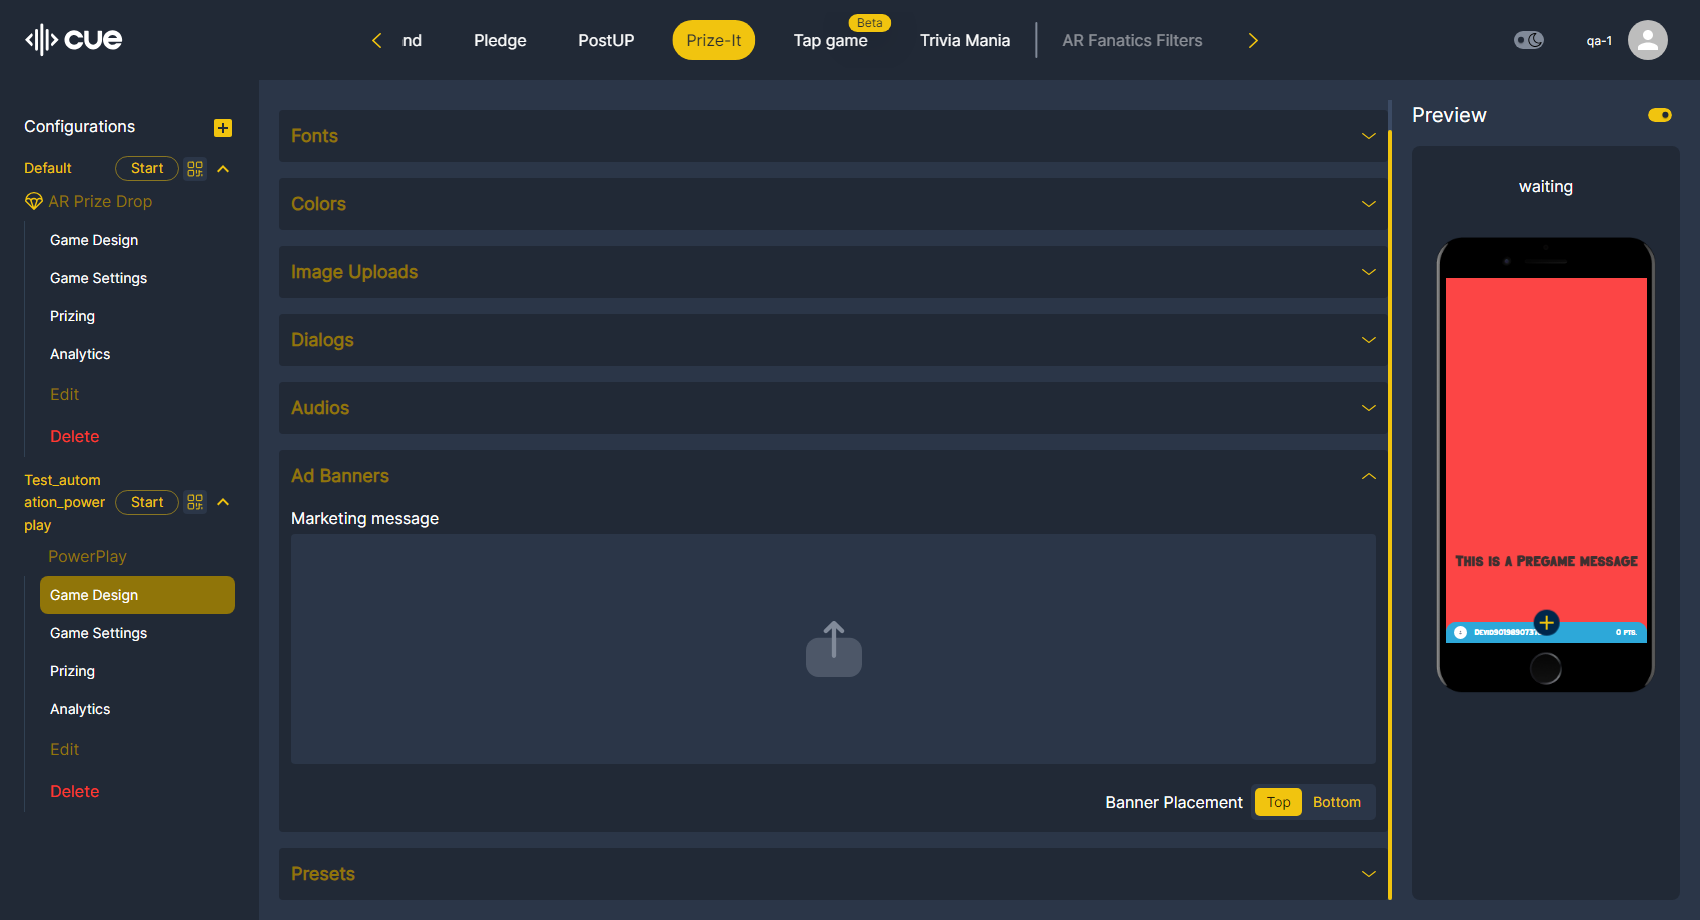 cue
nd
Pledge
PostUP
Prize-It
Beta
Tap game
Trivia Mania
AR Fanatics Filters
qa-1
Configurations
Default
Start
AR Prize Drop
Game Design
Game Settings
Prizing
Analytics
Edit
Delete
Test_autom
ation_power
play
Start
PowerPlay
Game Design
Game Settings
Prizing
Analytics
Edit
Delete
Fonts
Colors
Image Uploads
Dialogs
Audios
Ad Banners
Marketing message
Banner Placement
Top
Bottom
Presets
Preview
waiting
This is a Pregame message
0 pts.